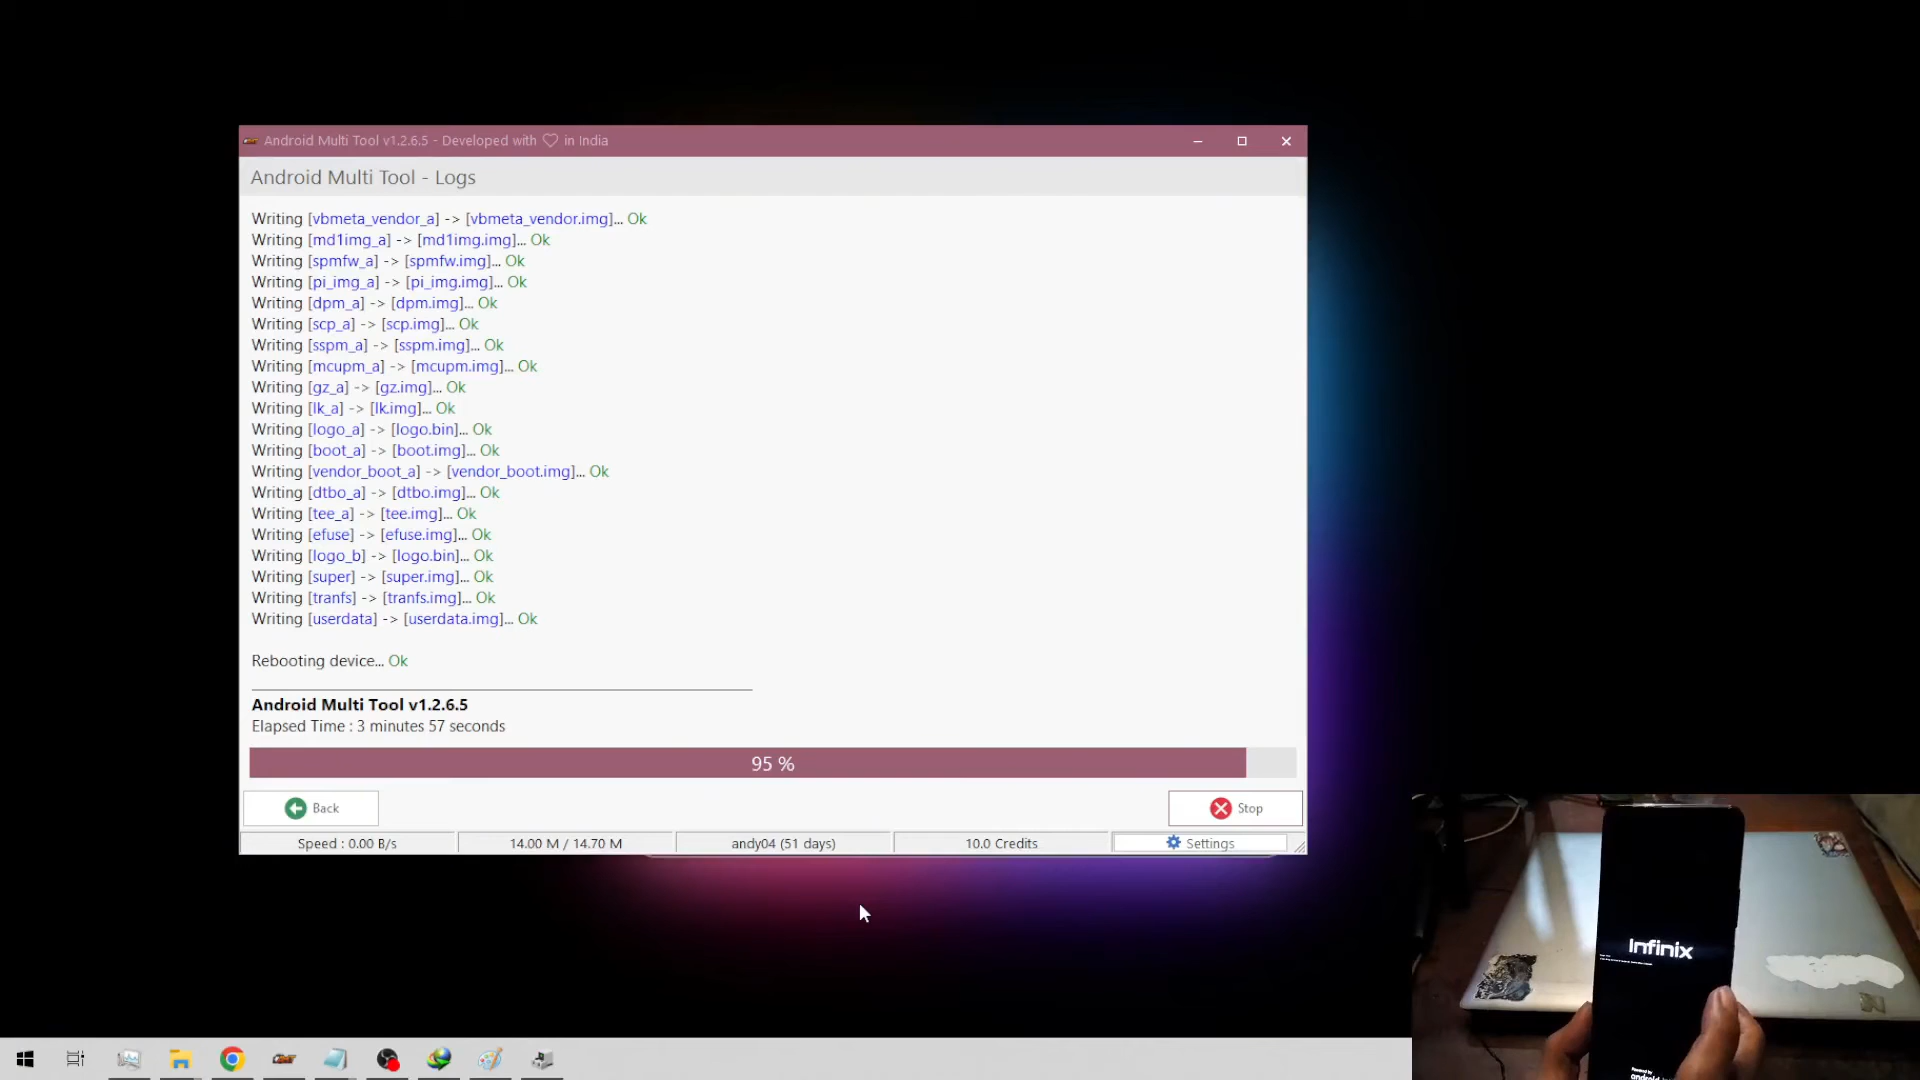 Android Multi Tool v1.2.6.5 - Developed with ♡ in India
Android Multi Tool - Logs
Writing [vbmeta_vendor_a] -> [vbmeta_vendor.img]... Ok
Writing [md1img_a] -> [md1img.img]... Ok
Writing [spmfw_a] -> [spmfw.img]... Ok
Writing [pi_img_a] -> [pi_img.img]... Ok
Writing [dpm_a] -> [dpm.img]... Ok
Writing [scp_a] -> [scp.img]... Ok
Writing [sspm_a] -> [sspm.img]... Ok
Writing [mcupm_a] -> [mcupm.img]... Ok
Writing [gz_a] -> [gz.img]... Ok
Writing [lk_a] -> [lk.img]... Ok
Writing [logo_a] -> [logo.bin]... Ok
Writing [boot_a] -> [boot.img]... Ok
Writing [vendor_boot_a] -> [vendor_boot.img]... Ok
Writing [dtbo_a] -> [dtbo.img]... Ok
Writing [tee_a] -> [tee.img]... Ok
Writing [efuse] -> [efuse.img]... Ok
Writing [logo_b] -> [logo.bin]... Ok
Writing [super] -> [super.img]... Ok
Writing [tranfs] -> [tranfs.img]... Ok
Writing [userdata] -> [userdata.img]... Ok
Rebooting device... Ok
Android Multi Tool v1.2.6.5
Elapsed Time : 3 minutes 57 seconds
95 %
Back
Stop
Speed : 0.00 B/s
14.00 M / 14.70 M
andy04 (51 days)
10.0 Credits
Settings
Infinix